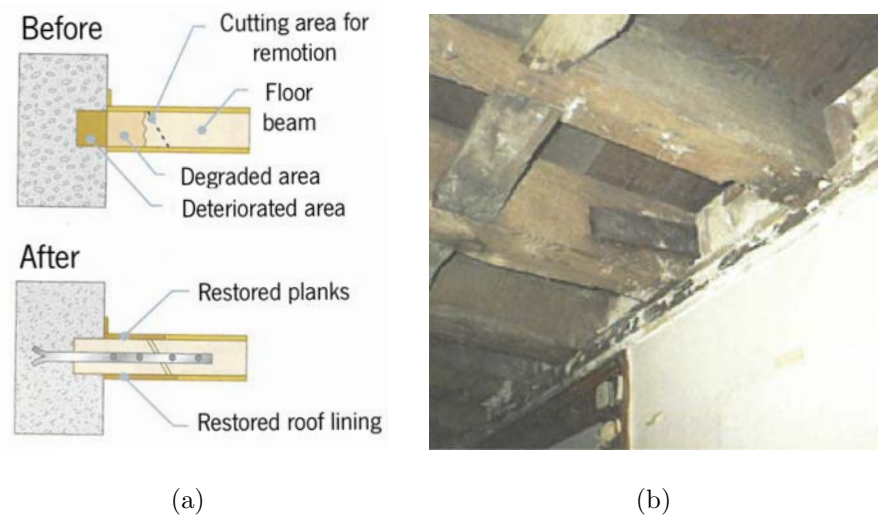 Before
Cutting area for
remotion
Floor
beam
Degraded area
Deteriorated area
After
Restored planks
Restored roof lining
(a)
(b)